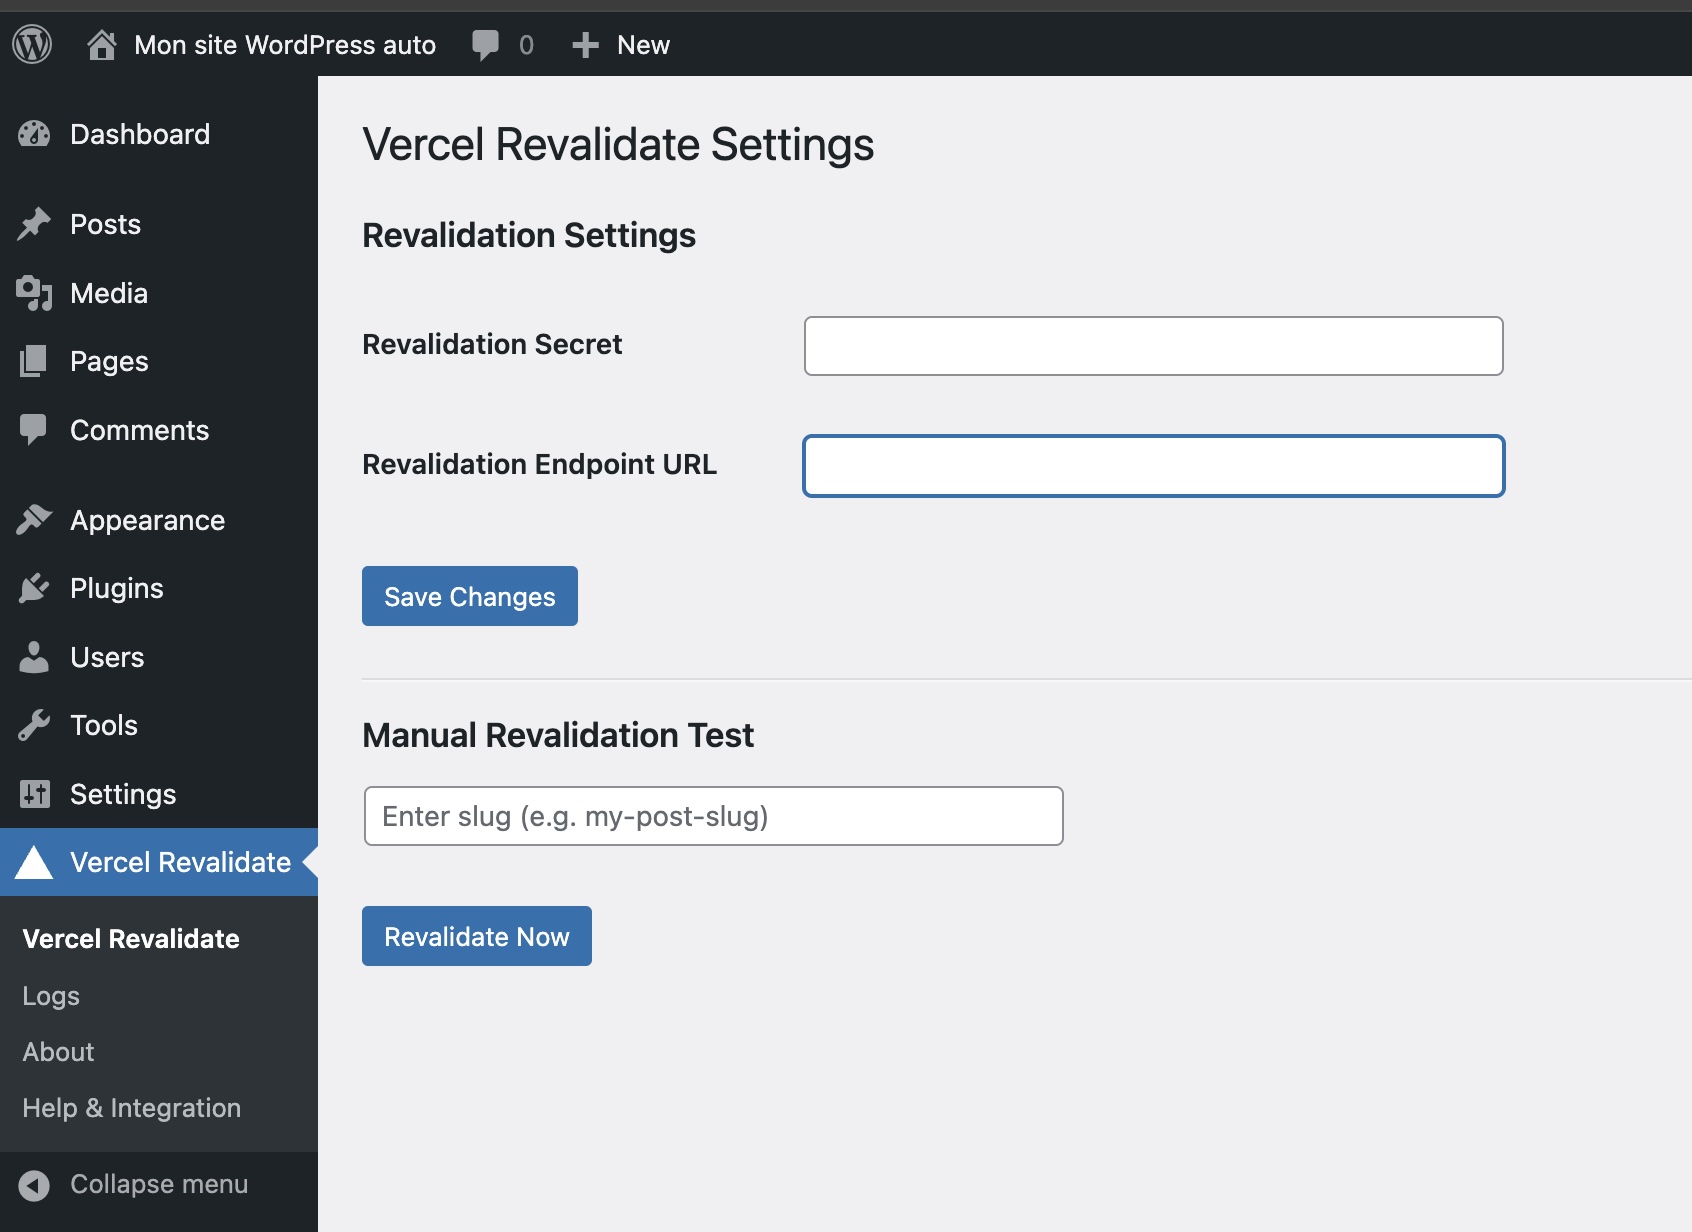 Mon site WordPress auto 0 New
Dashboard
Posts
Media
Pages
Comments
Appearance
Plugins
Users
Tools
Settings
Vercel Revalidate
Vercel Revalidate
Logs
About
Help & Integration
Collapse menu
Vercel Revalidate Settings
Revalidation Settings
Revalidation Secret
Revalidation Endpoint URL
Save Changes
Manual Revalidation Test
Enter slug (e.g. my-post-slug)
Revalidate Now